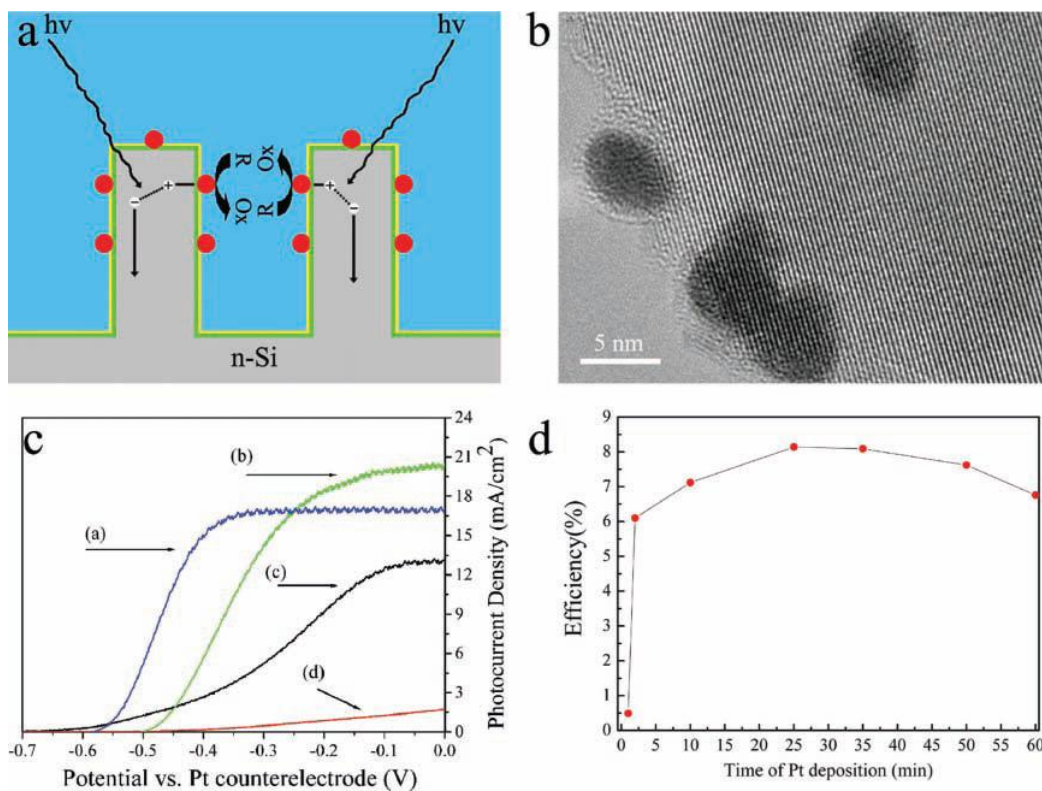 a
hν
hν
R
Ox
Ox
R
+
−
+
−
n-Si
b
5 nm
c
(a)
(b)
(c)
(d)
24
21
18
15
12
9
6
3
0
Photocurrent Density (mA/cm²)
-0.7 -0.6 -0.5 -0.4 -0.3 -0.2 -0.1 0.0
Potential vs. Pt counterelectrode (V)
d
9
8
7
6
5
4
3
2
1
0
Efficiency(%)
0 5 10 15 20 25 30 35 40 45 50 55 60
Time of Pt deposition (min)